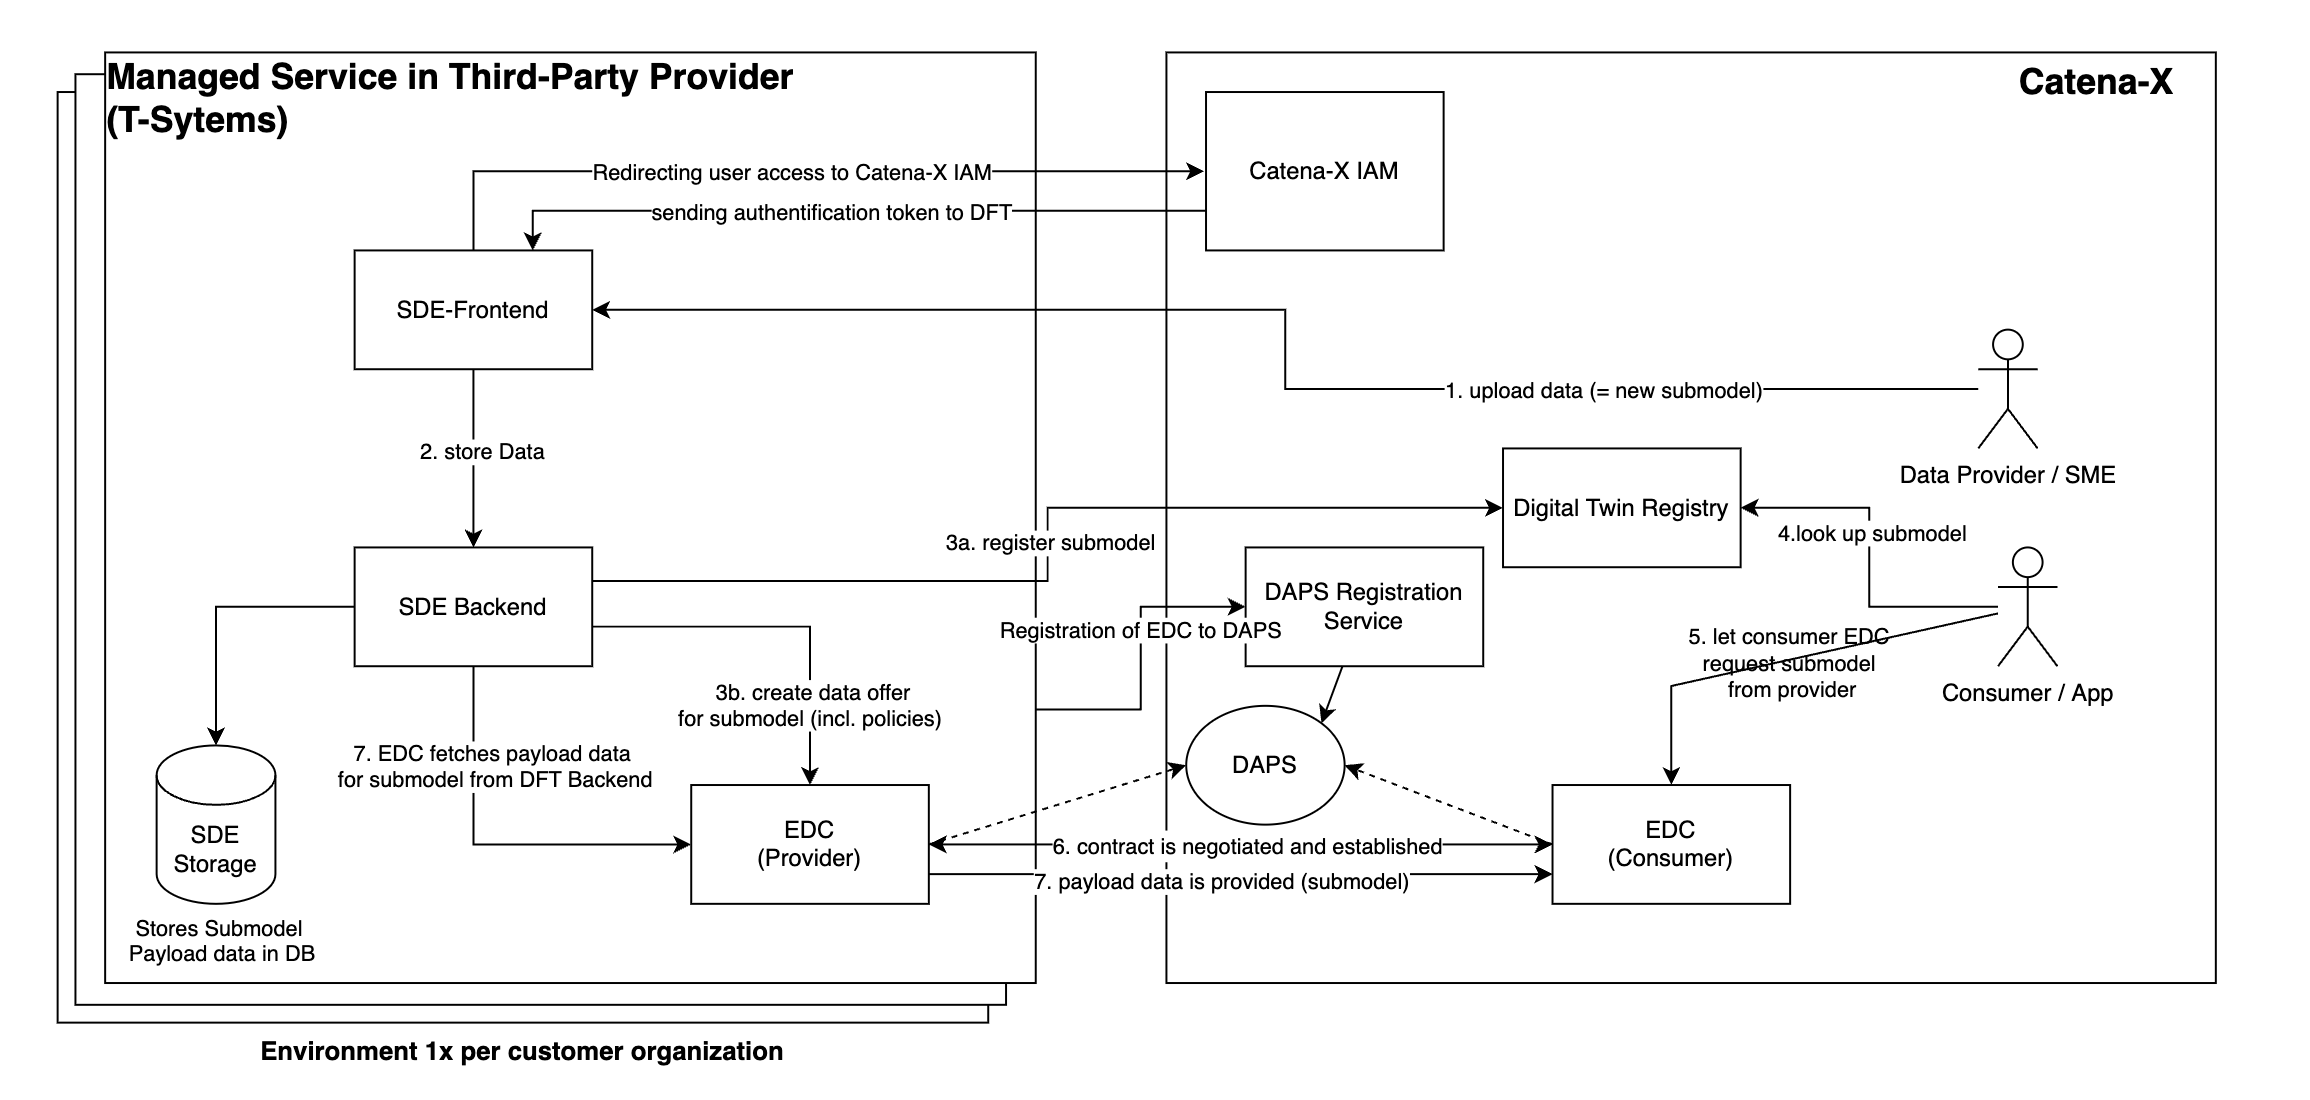 Managed Service in Third-Party Provider
(T-Sytems)
Catena-X
Redirecting user access to Catena-X IAM
Catena-X IAM
sending authentification token to DFT
SDE-Frontend
1. upload data (= new submodel)
Data Provider / SME
2. store Data
Digital Twin Registry
4.look up submodel
3a. register submodel
SDE Backend
DAPS Registration
Service
Registration of EDC to DAPS
5. let consumer EDC
request submodel
from provider
Consumer / App
3b. create data offer
for submodel (incl. policies)
7. EDC fetches payload data
for submodel from DFT Backend
DAPS
SDE
Storage
EDC
(Provider)
6. contract is negotiated and established
7. payload data is provided (submodel)
EDC
(Consumer)
Stores Submodel
Payload data in DB
Environment 1x per customer organization